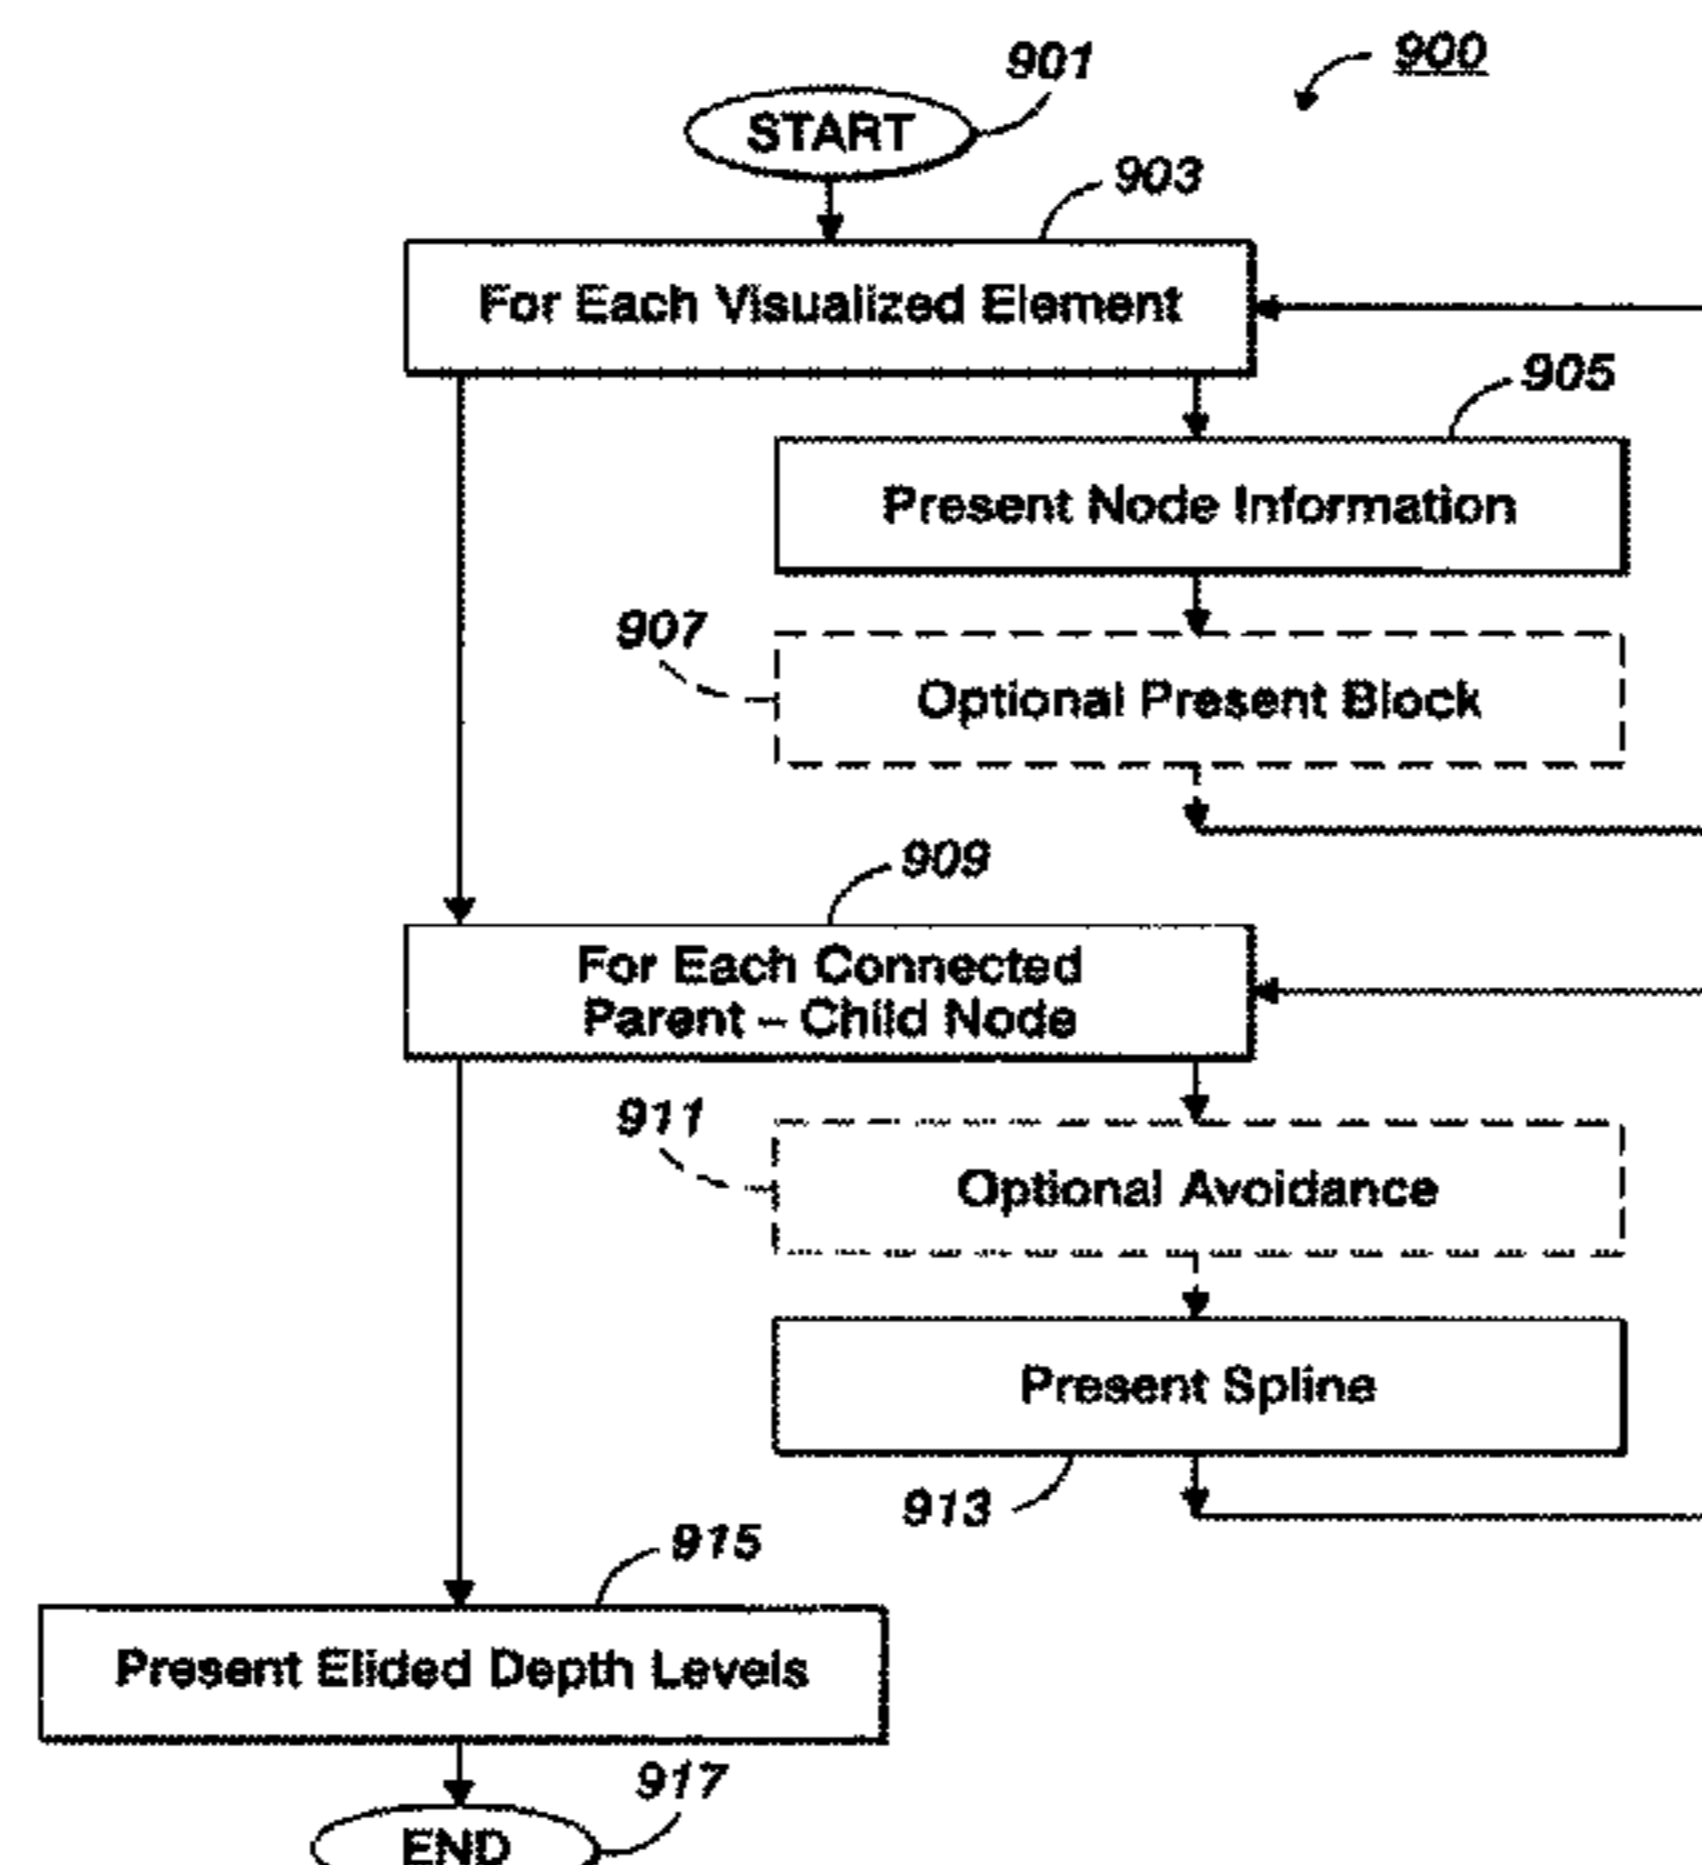 900
901
START
903
For Each Visualized Element
905
Present Node Information
907
Optional Present Block
909
For Each Connected
Parent – Child Node
911
Optional Avoidance
Present Spline
913
915
Present Elided Depth Levels
917
END